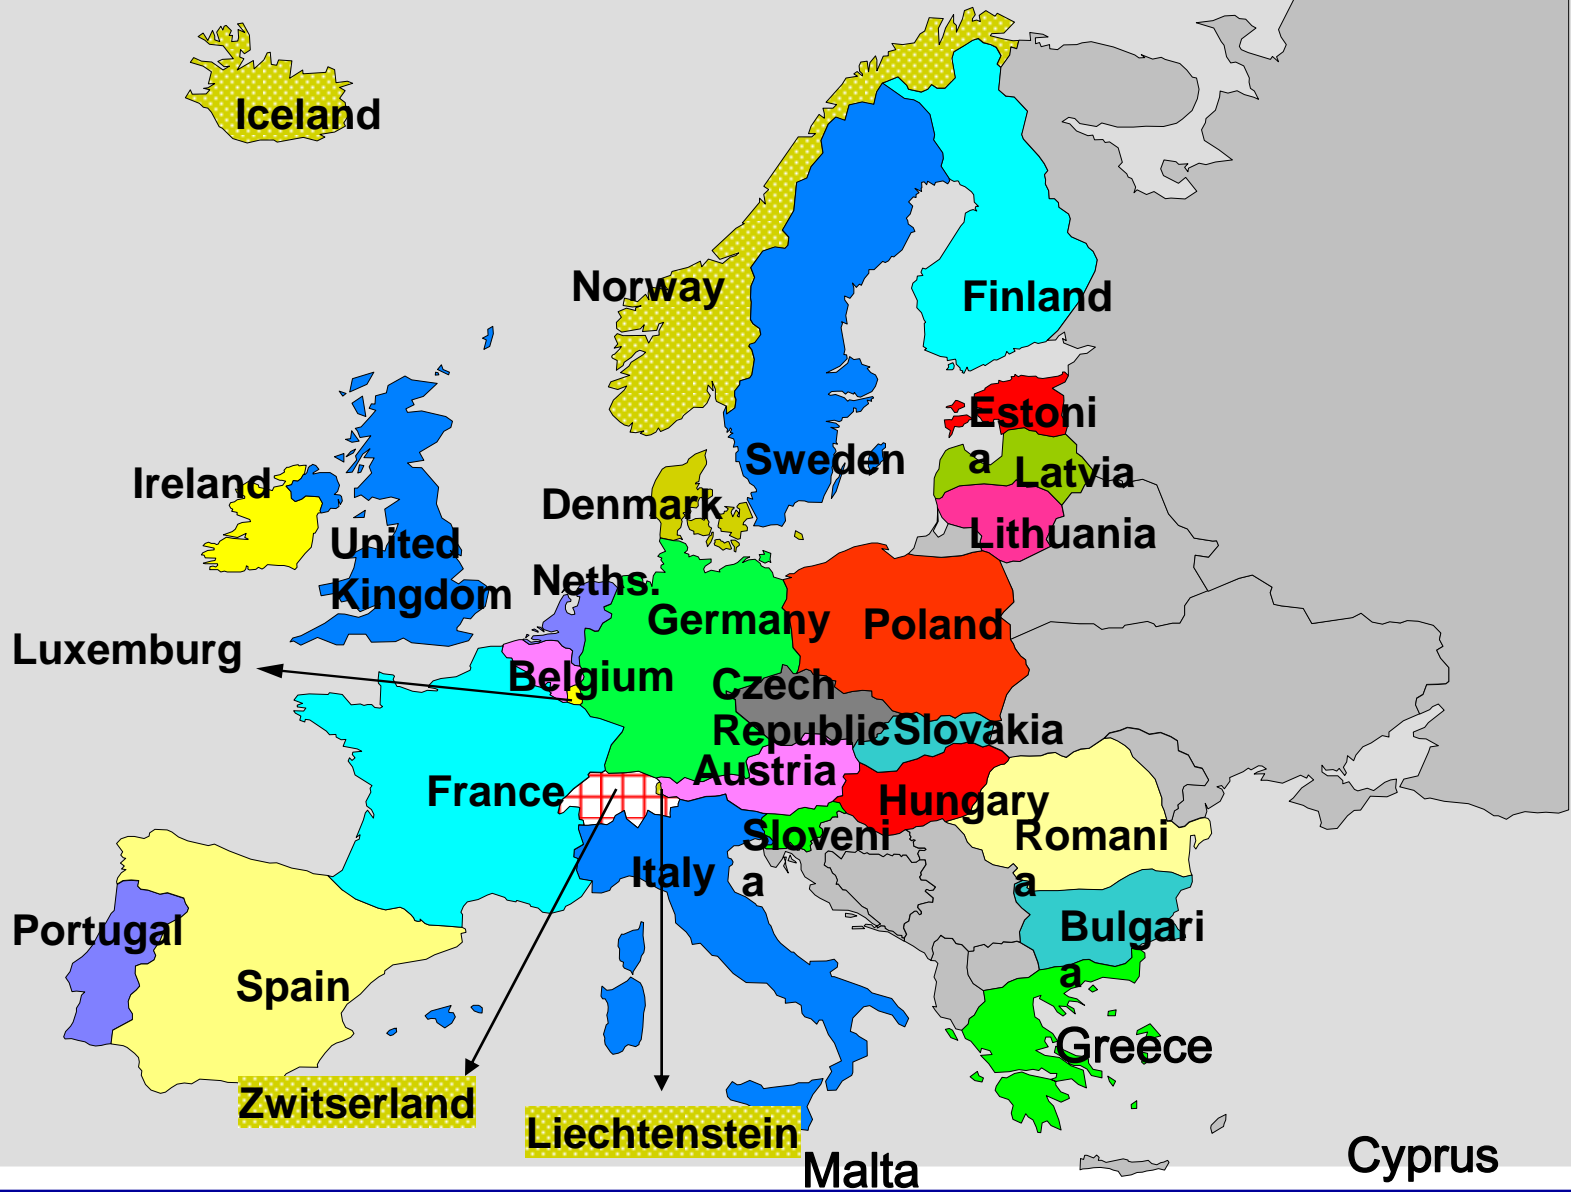 Iceland
Norway
Finland
Estoni
a
Latvia
Sweden
Ireland
Denmark
Lithuania
United
Kingdom
Neths.
Germany
Poland
Luxemburg
Belgium
Czech
Republic
Slovakia
Austria
France
Hungary
Sloveni
a
Romani
a
Italy
Portugal
Bulgari
a
Spain
Greece
Zwitserland
Liechtenstein
Malta
Cyprus